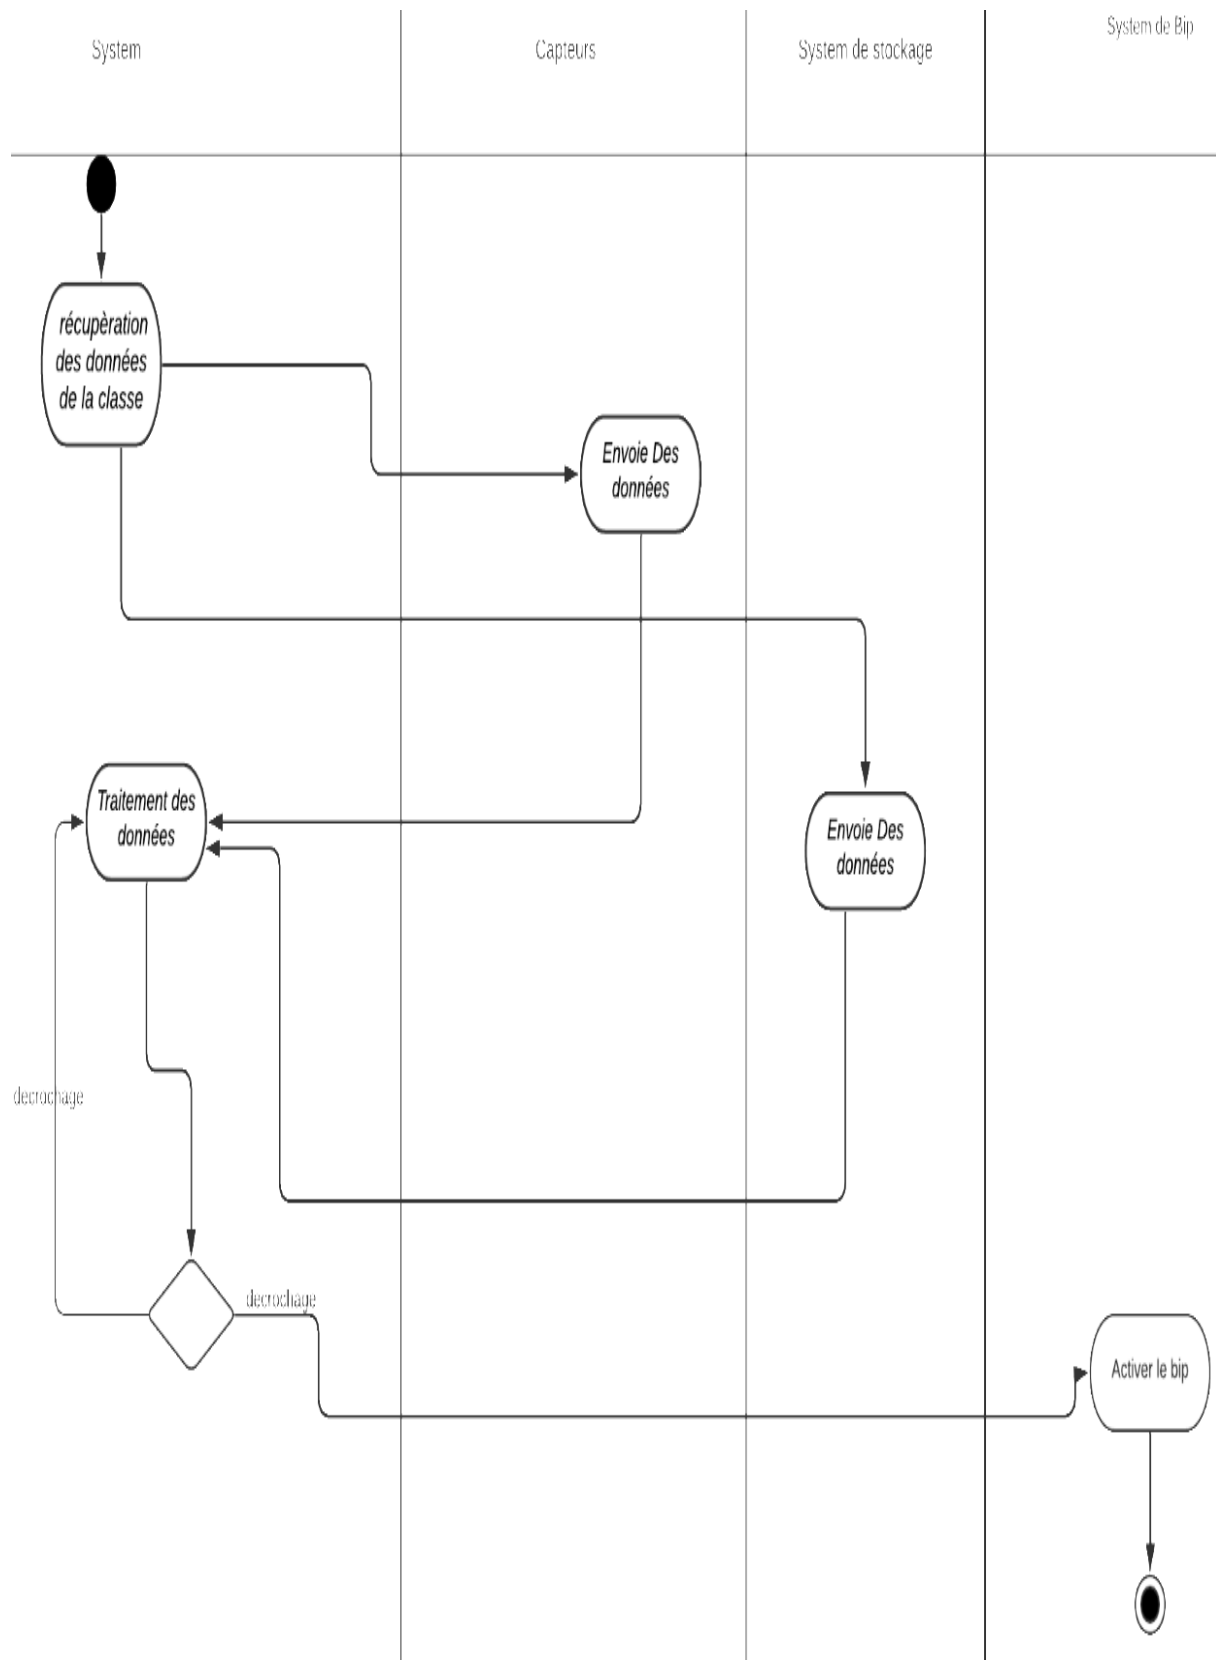 System
Capteurs
System de stockage
System de Bip
récupèration
des données
de la classe
Envoie Des
données
Traitement des
données
Envoie Des
données
decrochage
decrochage
Activer le bip